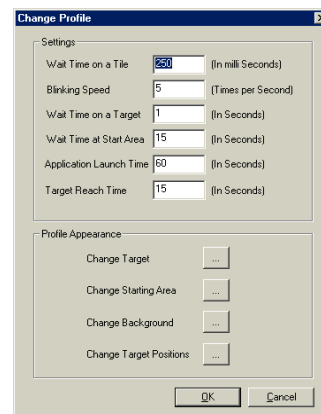 Change Profile
Settings
Wait Time on a Tile 250 (In milli Seconds)
Blinking Speed 5 (Times per Second)
Wait Time on a Target 1 (In Seconds)
Wait Time at Start Area 15 (In Seconds)
Application Launch Time 60 (In Seconds)
Target Reach Time 15 (In Seconds)
Profile Appearance
Change Target ...
Change Starting Area ...
Change Background ...
Change Target Positions ...
OK Cancel